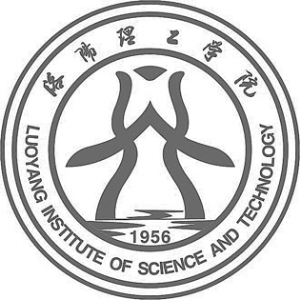 洛阳理工学院
1956
LUOYANG INSTITUTE OF SCIENCE AND TECHNOLOGY